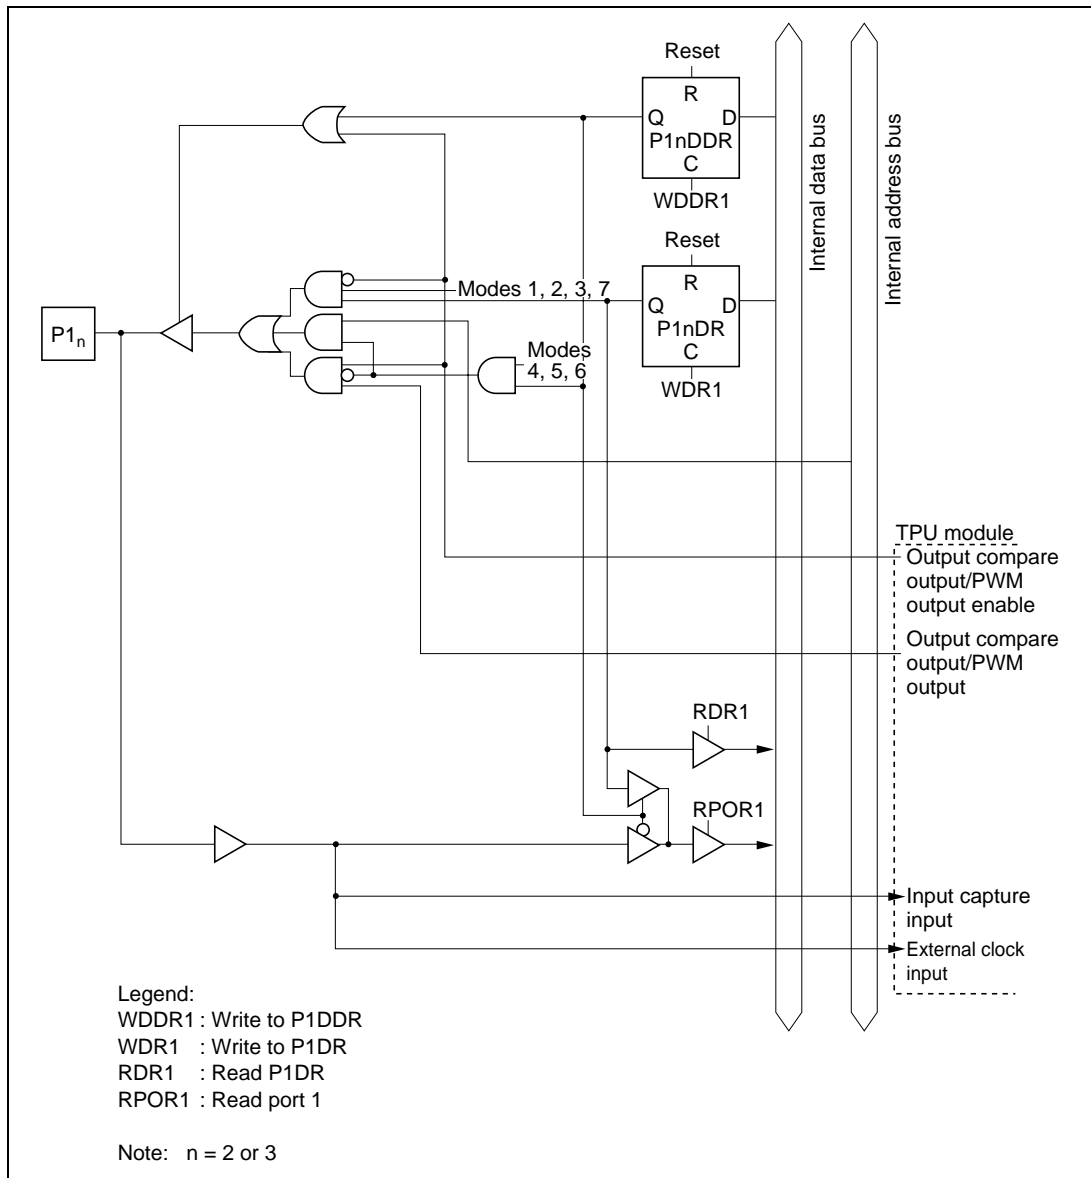 Reset
R
Q D
P1nDDR
C
WDDR1
Internal data bus
Internal address bus
Reset
R
Modes 1, 2, 3, 7
Q D
P1nDR
C
WDR1
P1n
Modes
4, 5, 6
TPU module
Output compare
output/PWM
output enable
Output compare
output/PWM
output
RDR1
RPOR1
Input capture
input
External clock
input
Legend:
WDDR1 : Write to P1DDR
WDR1 : Write to P1DR
RDR1 : Read P1DR
RPOR1 : Read port 1
Note: n = 2 or 3